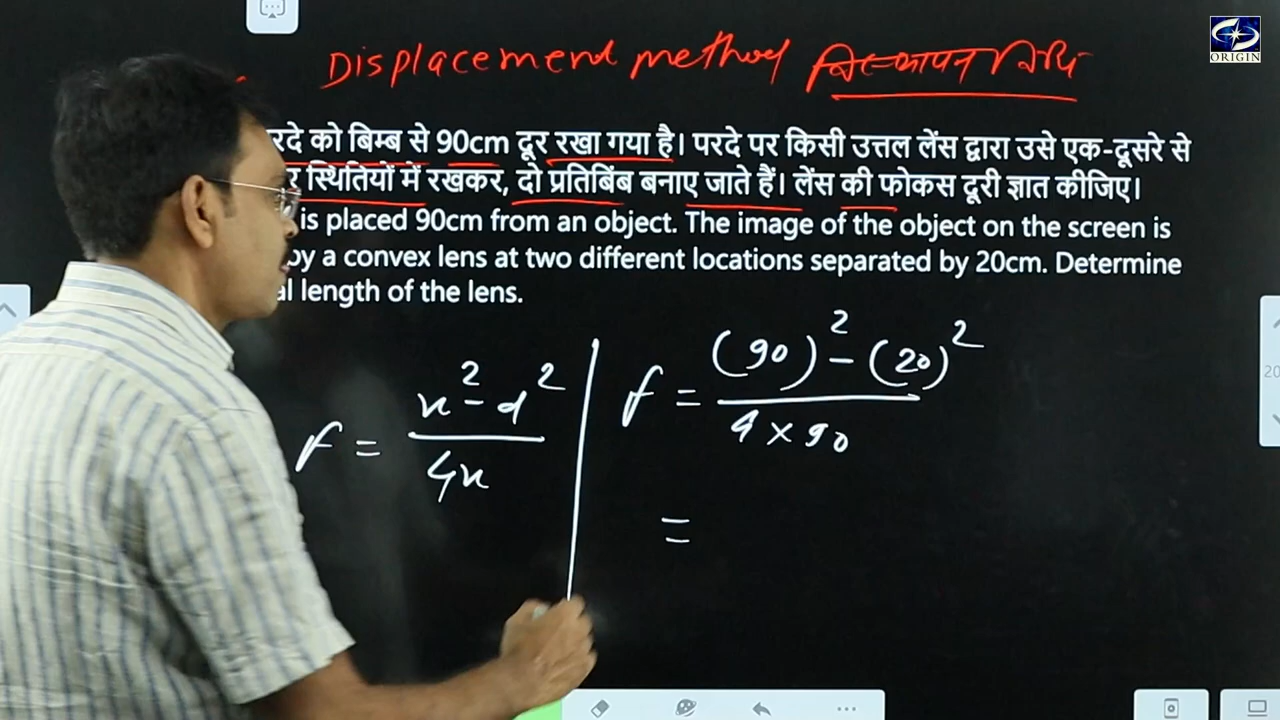 ORIGIN
Displacement method विस्थापन विधि
रदे को बिम्ब से 90cm दूर रखा गया है। परदे पर किसी उत्तल लेंस द्वारा उसे एक-दूसरे से
र स्थितियों में रखकर, दो प्रतिबिंब बनाए जाते हैं। लेंस की फोकस दूरी ज्ञात कीजिए।
is placed 90cm from an object. The image of the object on the screen is
by a convex lens at two different locations separated by 20cm. Determine
al length of the lens.
f = x² - d² / 4x
f = (90)² - (20)² / 4 × 90
=
20